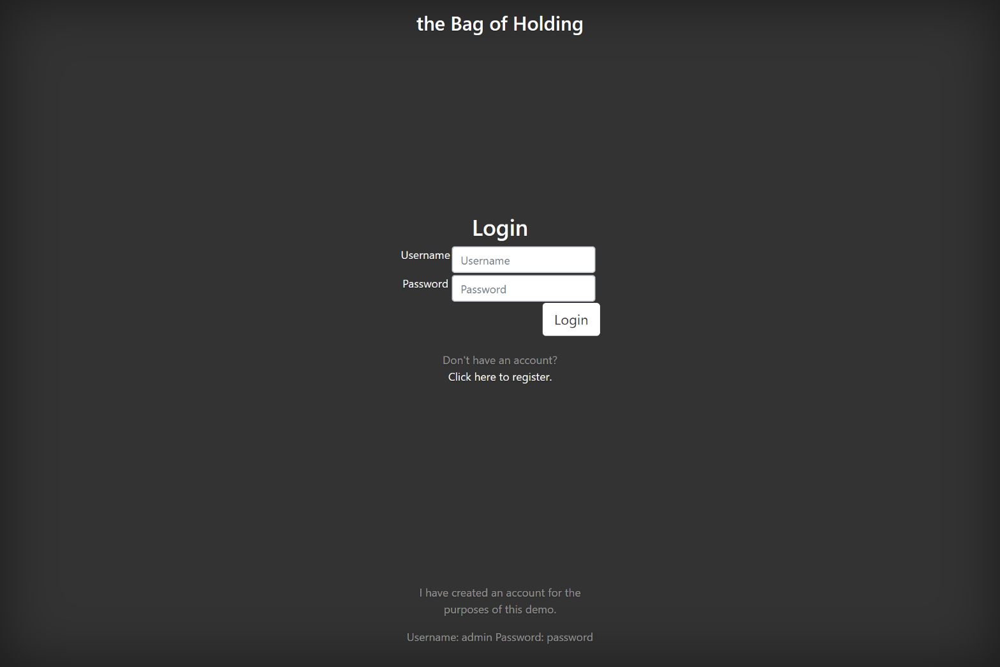 the Bag of Holding
Login
Username Username
Password Password
Login
Don't have an account?
Click here to register.
I have created an account for the
purposes of this demo.
Username: admin Password: password